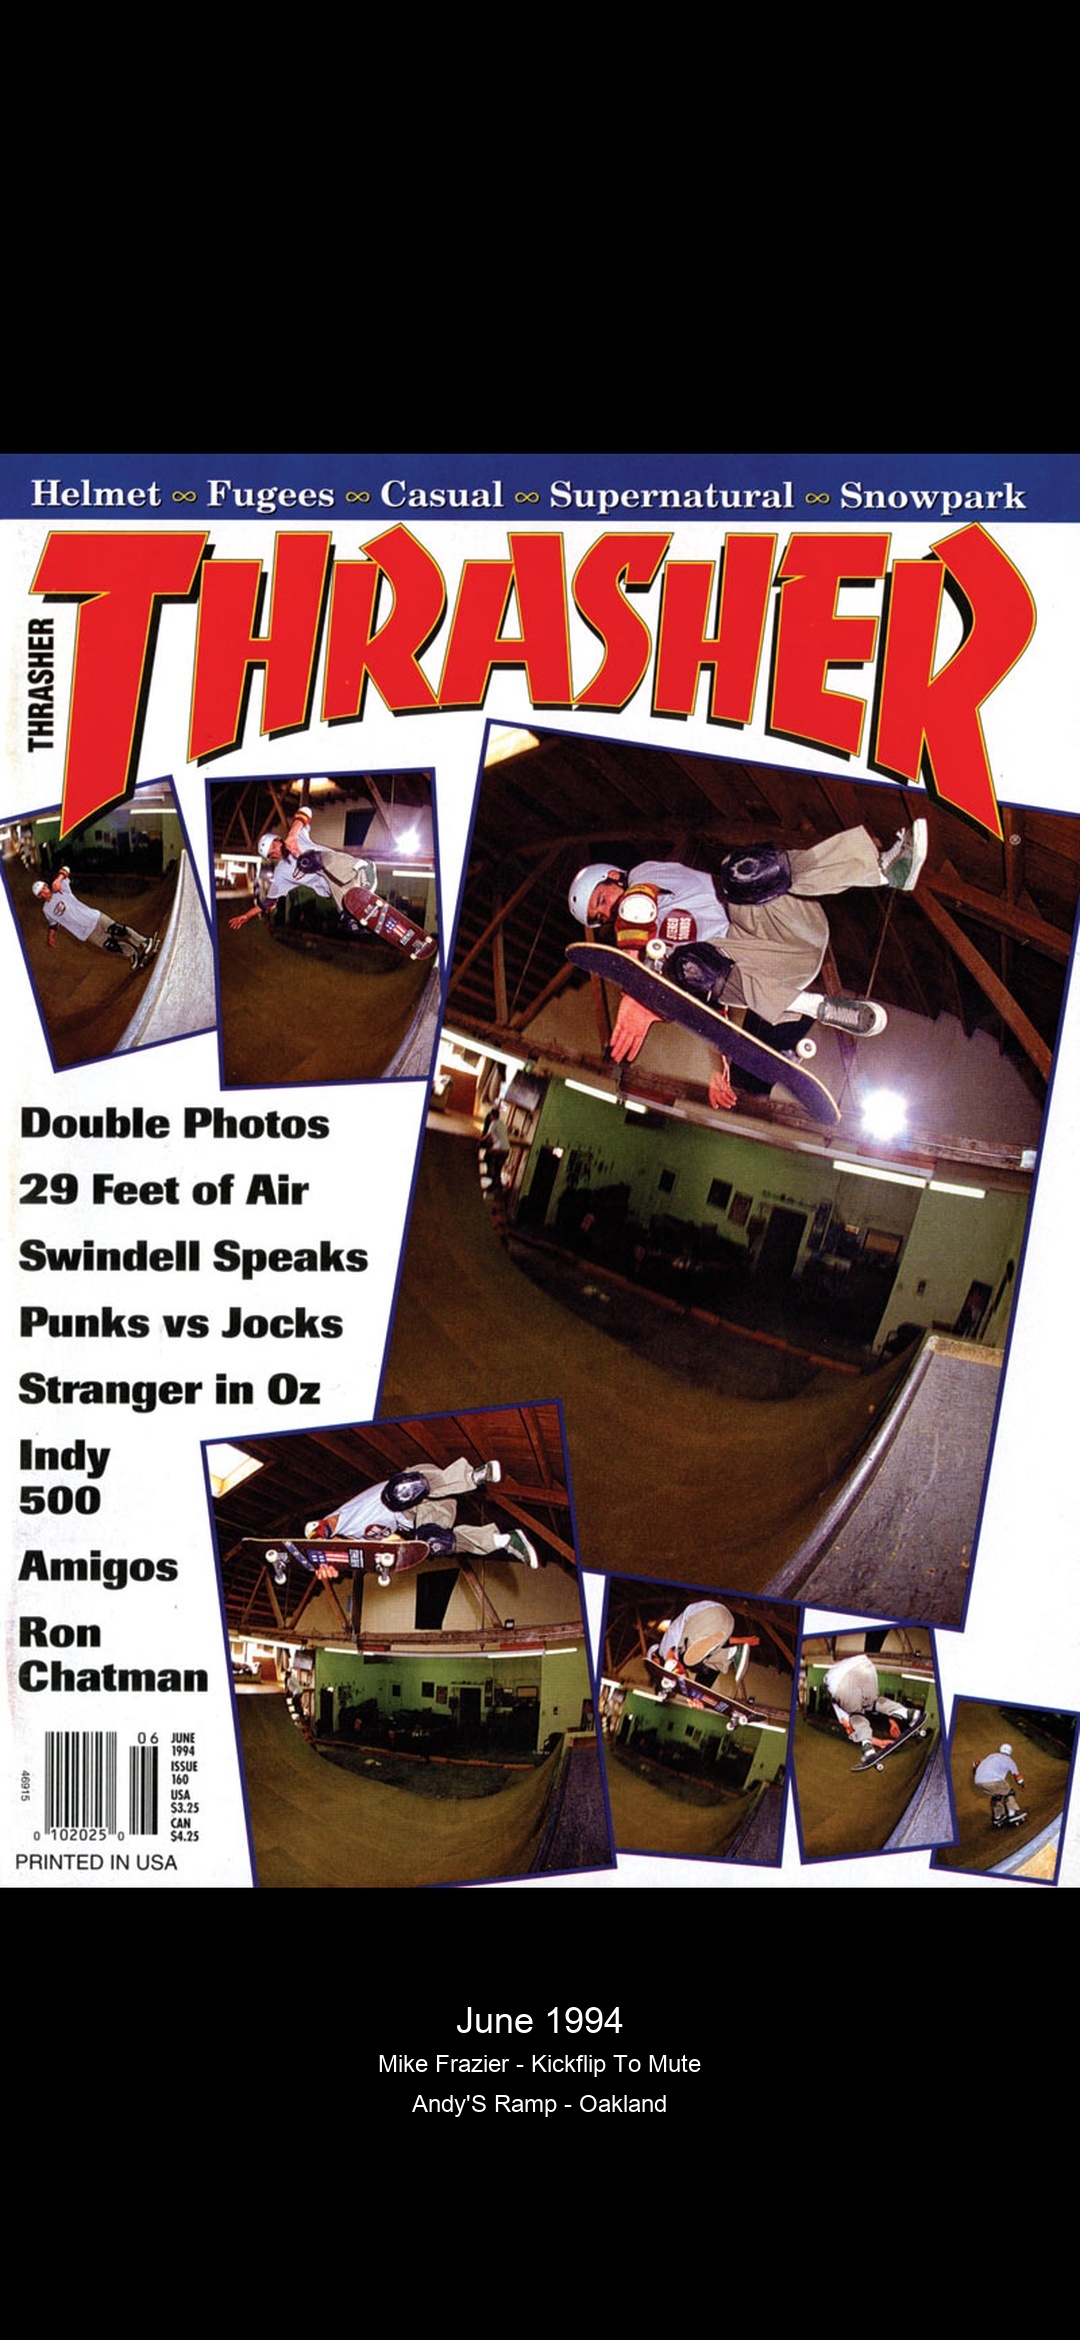 Helmet ∞ Fugees ∞ Casual ∞ Supernatural ∞ Snowpark
THRASHER
THRASHER
®
Double Photos
29 Feet of Air
Swindell Speaks
Punks vs Jocks
Stranger in Oz
Indy
500
Amigos
Ron
Chatman
06
JUNE
1994
ISSUE
160
USA
$3.25
CAN
$4.25
46915
0 102025 0
PRINTED IN USA
June 1994
Mike Frazier - Kickflip To Mute
Andy'S Ramp - Oakland